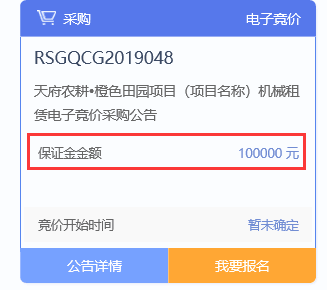 采购 电子竞价
RSGQCG2019048
天府农耕•橙色田园项目（项目名称）机械租
赁电子竞价采购公告
保证金金额 100000 元
竞价开始时间 暂未确定
公告详情 我要报名